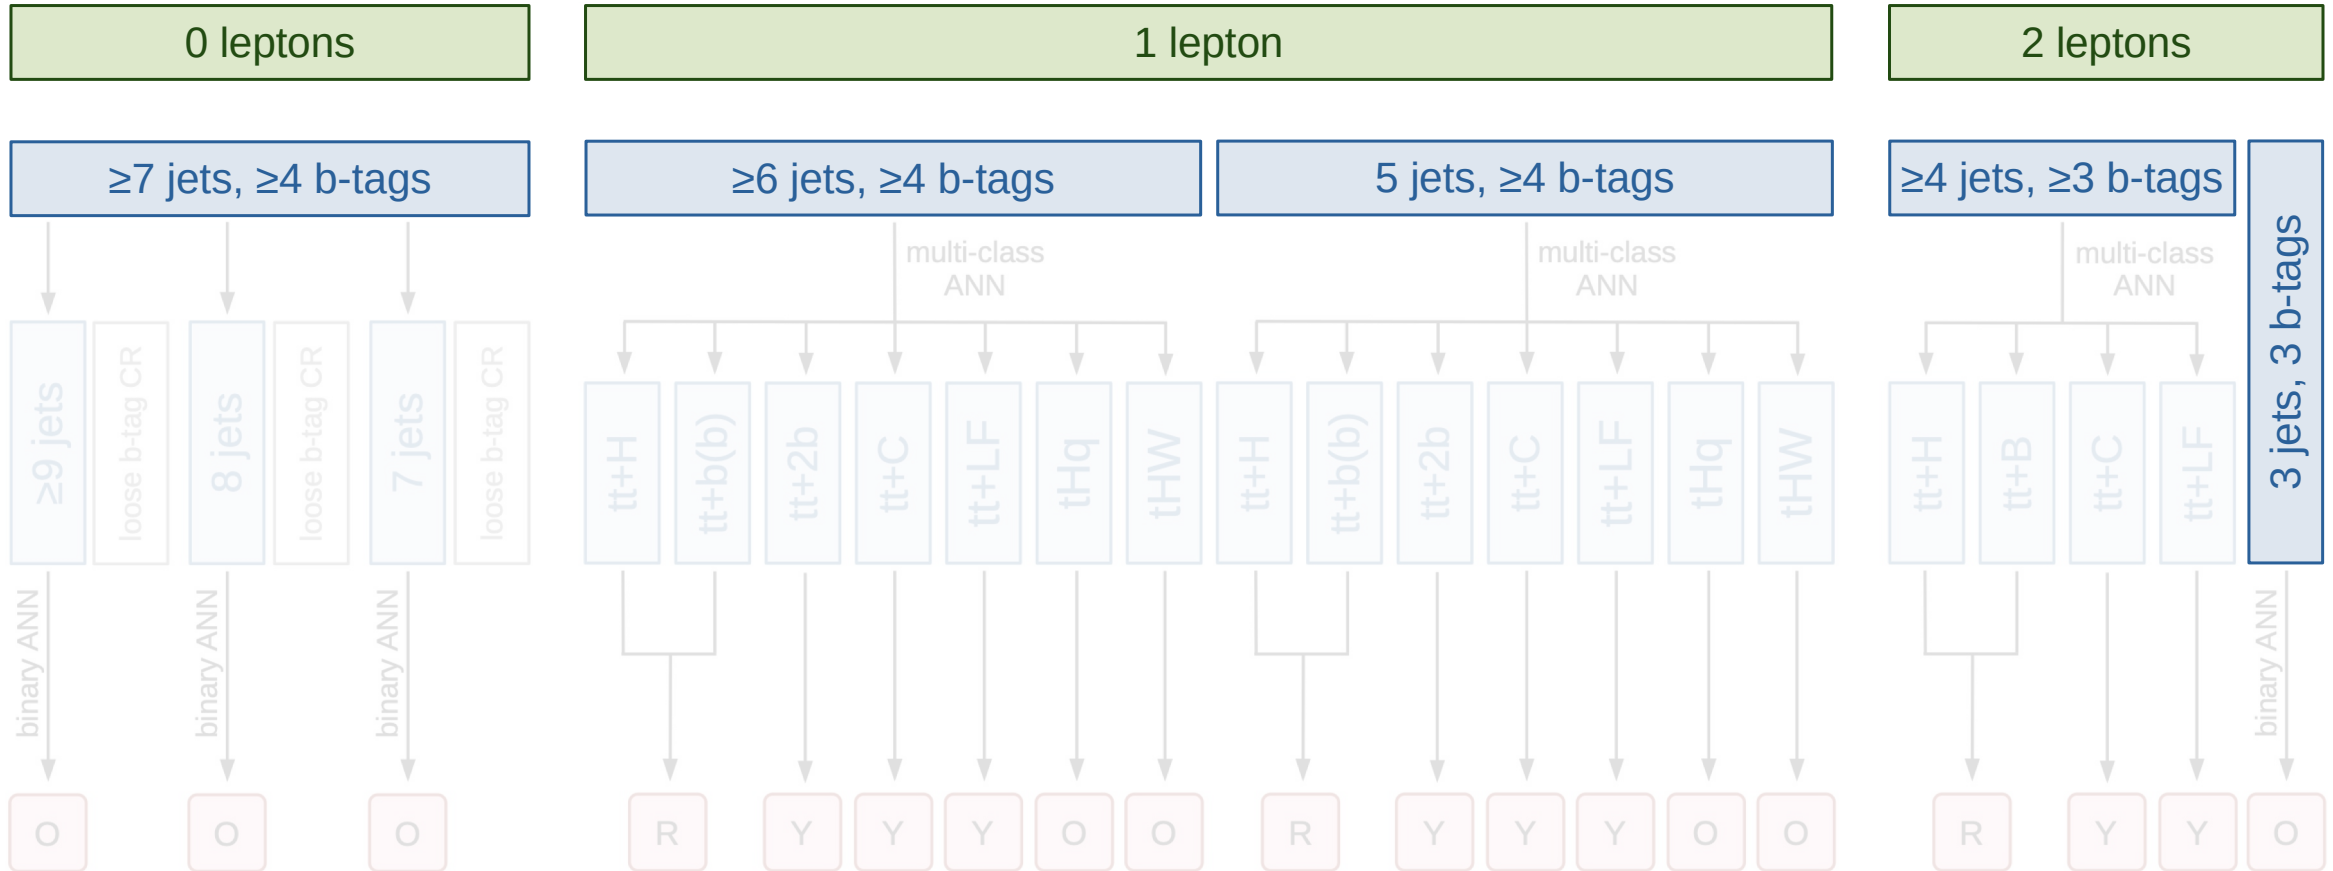 0 leptons
1 lepton
2 leptons
≥7 jets, ≥4 b-tags
≥6 jets, ≥4 b-tags
5 jets, ≥4 b-tags
≥4 jets, ≥3 b-tags
3 jets, 3 b-tags
multi-class
ANN
multi-class
ANN
multi-class
ANN
≥9 jets
loose b-tag CR
8 jets
loose b-tag CR
7 jets
loose b-tag CR
tt+H
tt+b(b)
tt+2b
tt+C
tt+LF
tHq
tHW
tt+H
tt+b(b)
tt+2b
tt+C
tt+LF
tHq
tHW
tt+H
tt+B
tt+C
tt+LF
binary ANN
binary ANN
binary ANN
binary ANN
O
O
O
R
Y
Y
Y
O
O
R
Y
Y
Y
O
O
R
Y
Y
O